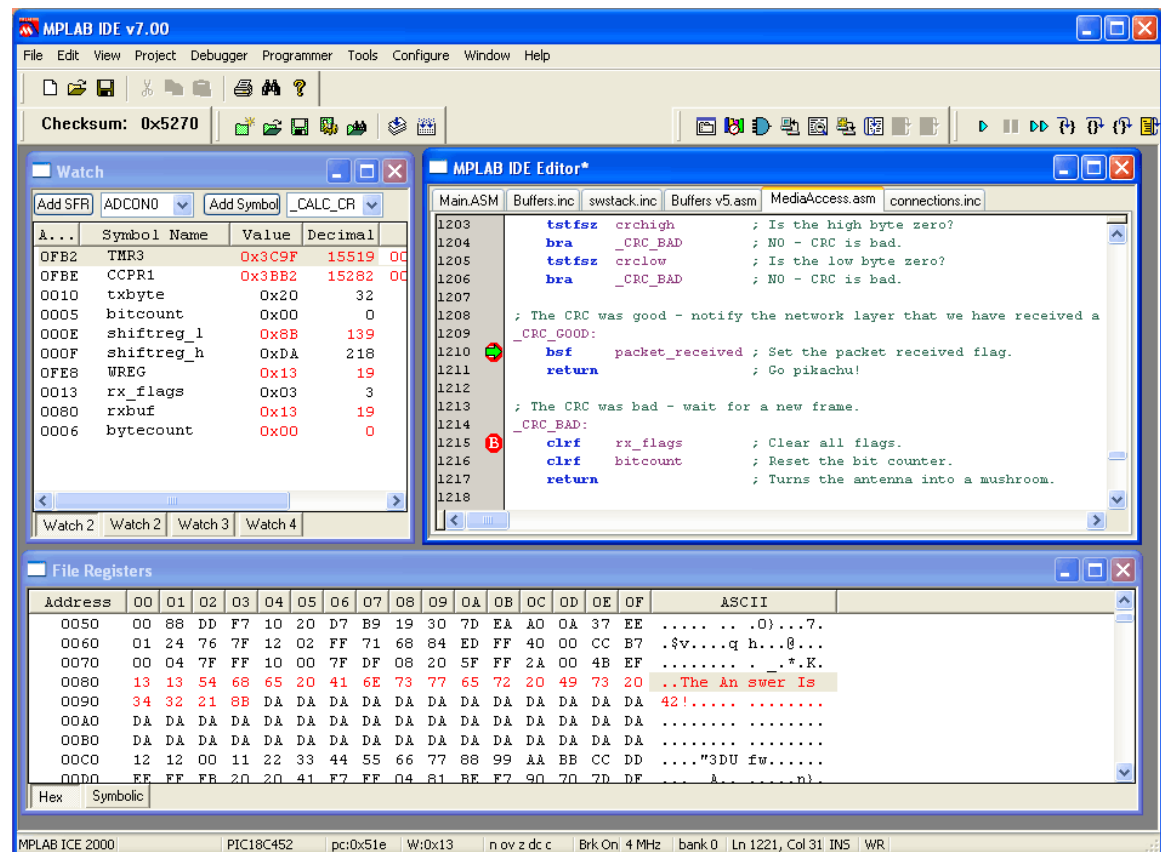 MPLAB IDE v7.00
File Edit View Project Debugger Programmer Tools Configure Window Help
Checksum: 0x5270
Watch
Add SFR ADCON0 Add Symbol _CALC_CR
A... Symbol Name Value Decimal
0FB2 TMR3 0x3C9F 15519 00
0FBE CCPR1 0x3BB2 15282 00
0010 txbyte 0x20 32
0005 bitcount 0x00 0
000E shiftreg_l 0x8B 139
000F shiftreg_h 0xDA 218
0FE8 WREG 0x13 19
0013 rx_flags 0x03 3
0080 rxbuf 0x13 19
0006 bytecount 0x00 0
Watch 2 Watch 2 Watch 3 Watch 4
MPLAB IDE Editor*
Main.ASM Buffers.inc swstack.inc Buffers v5.asm MediaAccess.asm connections.inc
1203 tstfsz crchigh ; Is the high byte zero?
1204 bra _CRC_BAD ; NO - CRC is bad.
1205 tstfsz crclow ; Is the low byte zero?
1206 bra _CRC_BAD ; NO - CRC is bad.
1207
1208 ; The CRC was good - notify the network layer that we have received a
1209 _CRC_GOOD:
1210 bsf packet_received ; Set the packet received flag.
1211 return ; Go pikachu!
1212
1213 ; The CRC was bad - wait for a new frame.
1214 _CRC_BAD:
1215 B clrf rx_flags ; Clear all flags.
1216 clrf bitcount ; Reset the bit counter.
1217 return ; Turns the antenna into a mushroom.
1218
File Registers
Address 00 01 02 03 04 05 06 07 08 09 0A 0B 0C 0D 0E 0F ASCII
0050 00 88 DD F7 10 20 D7 B9 19 30 7D EA A0 0A 37 EE ..... .. .0}...7.
0060 01 24 76 7F 12 02 FF 71 68 84 ED FF 40 00 CC B7 .$v....q h...@...
0070 00 04 7F FF 10 00 7F DF 08 20 5F FF 2A 00 4B EF ........ . _.*.K.
0080 13 13 54 68 65 20 41 6E 73 77 65 72 20 49 73 20 ..The An swer Is
0090 34 32 21 8B DA DA DA DA DA DA DA DA DA DA DA DA 42!..... ........
00A0 DA DA DA DA DA DA DA DA DA DA DA DA DA DA DA DA ........ ........
00B0 DA DA DA DA DA DA DA DA DA DA DA DA DA DA DA DA ........ ........
00C0 12 12 00 11 22 33 44 55 66 77 88 99 AA BB CC DD ...."3DU fw......
Hex Symbolic
MPLAB ICE 2000 PIC18C452 pc:0x51e W:0x13 n ov z dc c Brk On 4 MHz bank 0 Ln 1221, Col 31 INS WR